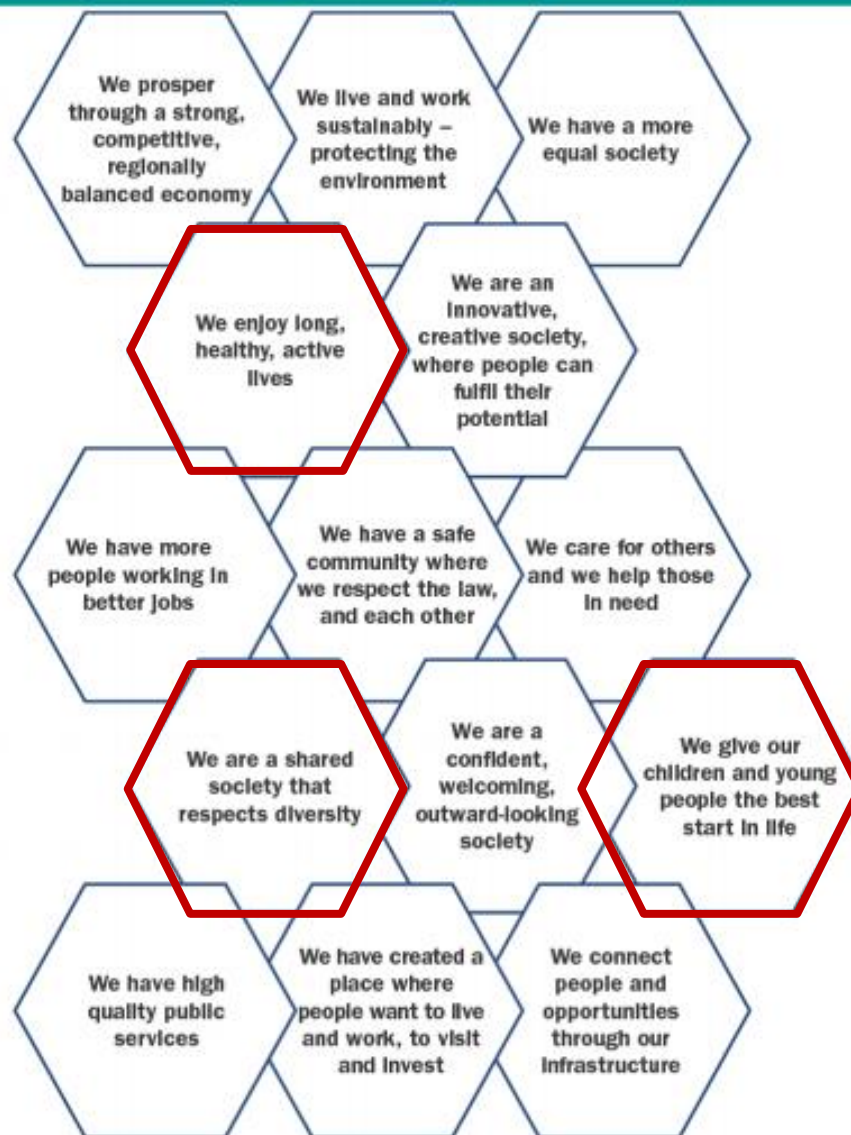 We prosper
through a strong,
competitive,
regionally
balanced economy
We live and work
sustainably –
protecting the
environment
We have a more
equal society
We enjoy long,
healthy, active
lives
We are an
innovative,
creative society,
where people can
fulfil their
potential
We have more
people working in
better jobs
We have a safe
community where
we respect the law,
and each other
We care for others
and we help those
in need
We are a shared
society that
respects diversity
We are a
confident,
welcoming,
outward-looking
society
We give our
children and young
people the best
start in life
We have high
quality public
services
We have created a
place where
people want to live
and work, to visit
and invest
We connect
people and
opportunities
through our
infrastructure